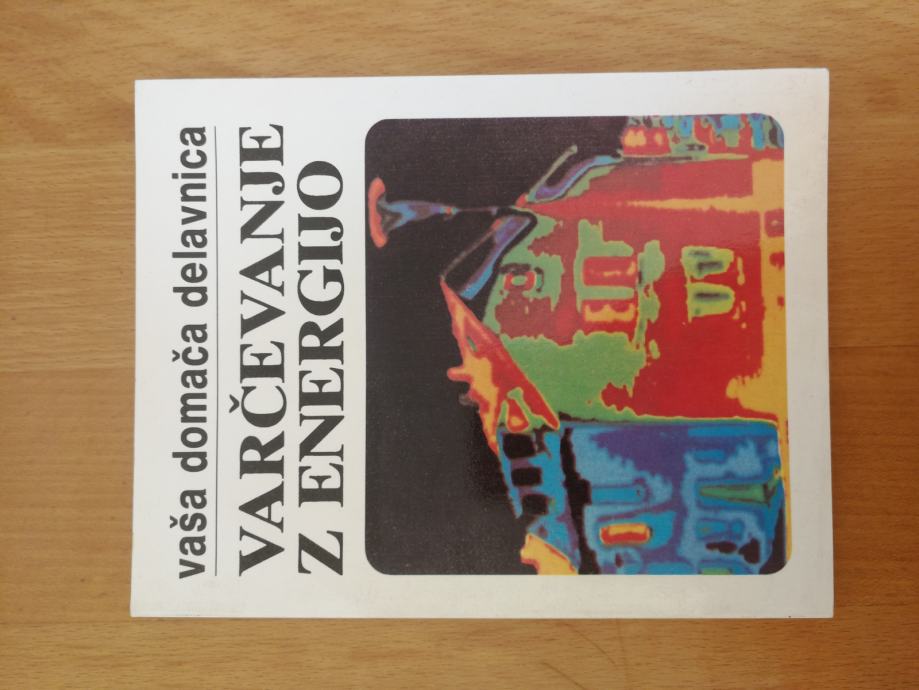 vaša domača delavnica
VARČEVANJE
Z ENERGIJO